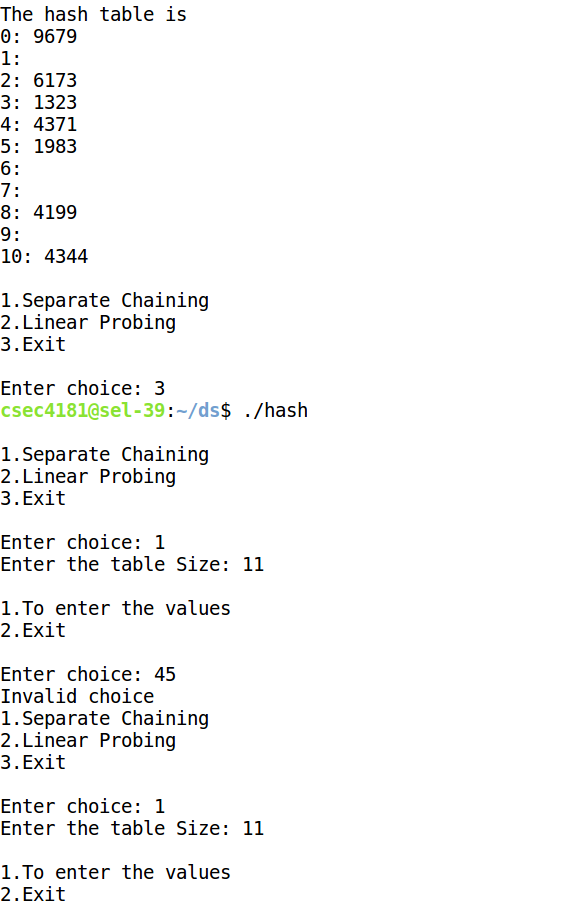 The hash table is
0: 9679
1:
2: 6173
3: 1323
4: 4371
5: 1983
6:
7:
8: 4199
9:
10: 4344
1.Separate Chaining
2.Linear Probing
3.Exit
Enter choice: 3
csec4181@sel-39:~/ds$ ./hash
1.Separate Chaining
2.Linear Probing
3.Exit
Enter choice: 1
Enter the table Size: 11
1.To enter the values
2.Exit
Enter choice: 45
Invalid choice
1.Separate Chaining
2.Linear Probing
3.Exit
Enter choice: 1
Enter the table Size: 11
1.To enter the values
2.Exit